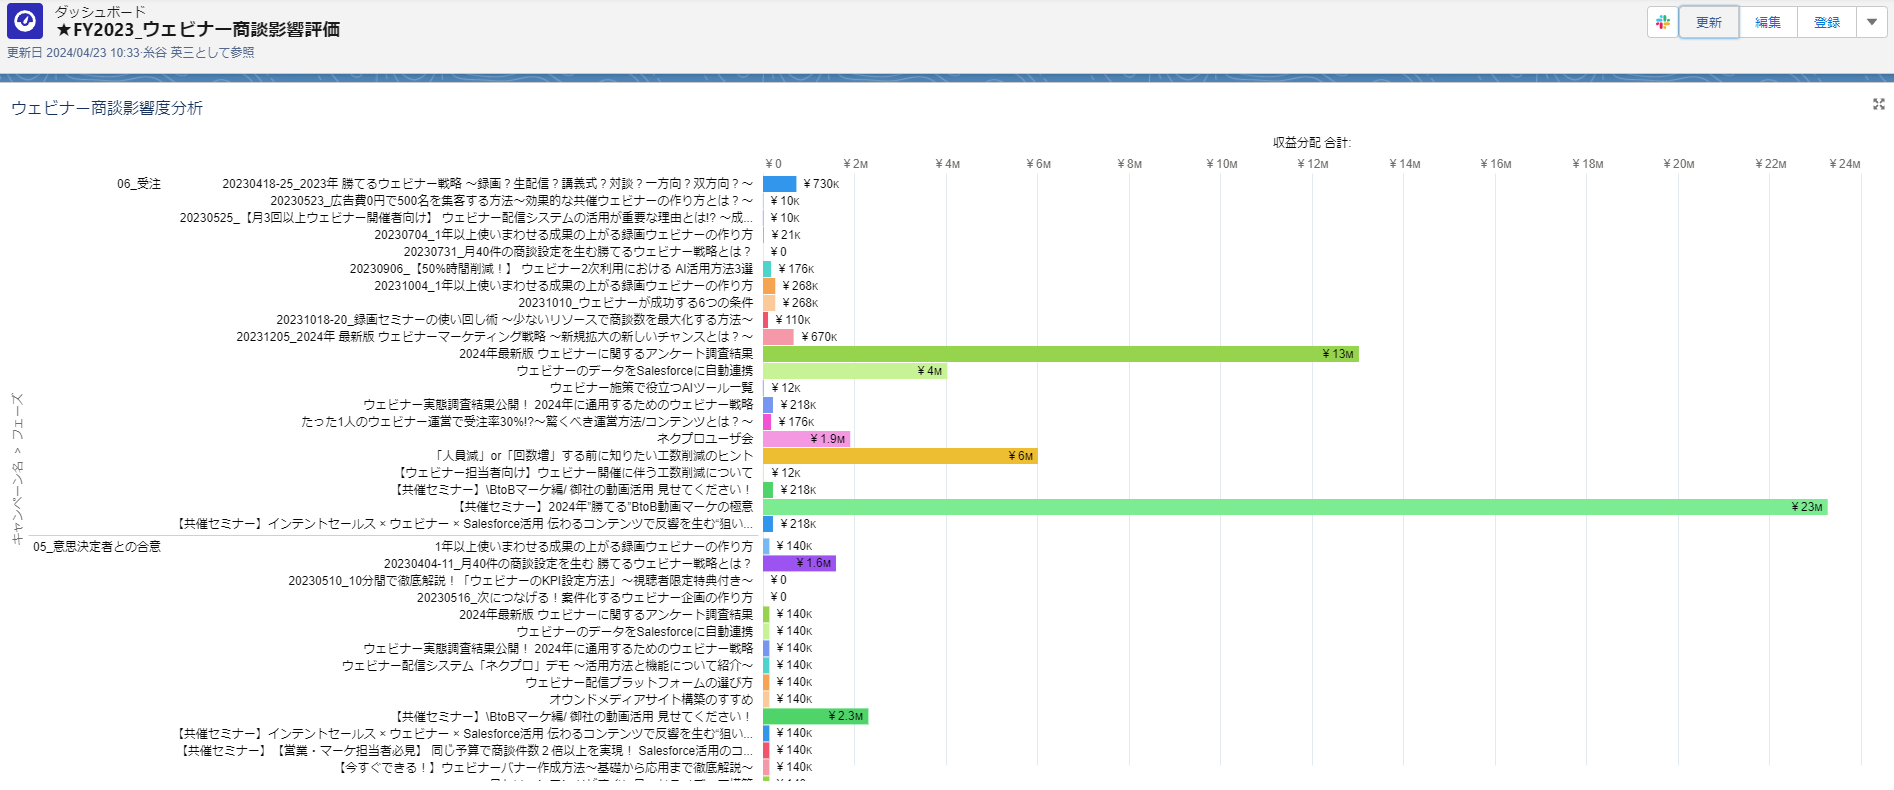 ダッシュボード
★FY2023_ウェビナー商談影響評価
更新日 2024/04/23 10:33·糸谷 英三として参照
更新
編集
登録
ウェビナー商談影響度分析
収益分配 合計:
¥ 0 ¥ 2M ¥ 4M ¥ 6M ¥ 8M ¥ 10M ¥ 12M ¥ 14M ¥ 16M ¥ 18M ¥ 20M ¥ 22M ¥ 24M
キャンペーン名 > フェーズ
06_受注 20230418-25_2023年 勝てるウェビナー戦略 ～録画？生配信？講義式？対談？一方向？双方向？～ ¥ 730K
20230523_広告費0円で500名を集客する方法～効果的な共催ウェビナーの作り方とは？～ ¥ 10K
20230525_【月3回以上ウェビナー開催者向け】 ウェビナー配信システムの活用が重要な理由とは!? ～成... ¥ 10K
20230704_1年以上使いまわせる成果の上がる録画ウェビナーの作り方 ¥ 21K
20230731_月40件の商談設定を生む勝てるウェビナー戦略とは？ ¥ 0
20230906_【50%時間削減！】 ウェビナー2次利用における AI活用方法3選 ¥ 176K
20231004_1年以上使いまわせる成果の上がる録画ウェビナーの作り方 ¥ 268K
20231010_ウェビナーが成功する6つの条件 ¥ 268K
20231018-20_録画セミナーの使い回し術 ～少ないリソースで商談数を最大化する方法～ ¥ 110K
20231205_2024年 最新版 ウェビナーマーケティング戦略 ～新規拡大の新しいチャンスとは？～ ¥ 670K
2024年最新版 ウェビナーに関するアンケート調査結果 ¥ 13M
ウェビナーのデータをSalesforceに自動連携 ¥ 4M
ウェビナー施策で役立つAIツール一覧 ¥ 12K
ウェビナー実態調査結果公開！ 2024年に通用するためのウェビナー戦略 ¥ 218K
たった1人のウェビナー運営で受注率30%!?～驚くべき運営方法/コンテンツとは？～ ¥ 176K
ネクプロユーザ会 ¥ 1.9M
「人員減」or「回数増」する前に知りたい工数削減のヒント ¥ 6M
【ウェビナー担当者向け】ウェビナー開催に伴う工数削減について ¥ 12K
【共催セミナー】\BtoBマーケ編/ 御社の動画活用 見せてください！ ¥ 218K
【共催セミナー】2024年”勝てる”BtoB動画マーケの極意 ¥ 23M
【共催セミナー】インテントセールス × ウェビナー × Salesforce活用 伝わるコンテンツで反響を生む“狙い... ¥ 218K
05_意思決定者との合意 1年以上使いまわせる成果の上がる録画ウェビナーの作り方 ¥ 140K
20230404-11_月40件の商談設定を生む 勝てるウェビナー戦略とは？ ¥ 1.6M
20230510_10分間で徹底解説！「ウェビナーのKPI設定方法」～視聴者限定特典付き～ ¥ 0
20230516_次につなげる！案件化するウェビナー企画の作り方 ¥ 0
2024年最新版 ウェビナーに関するアンケート調査結果 ¥ 140K
ウェビナーのデータをSalesforceに自動連携 ¥ 140K
ウェビナー実態調査結果公開！ 2024年に通用するためのウェビナー戦略 ¥ 140K
ウェビナー配信システム「ネクプロ」デモ ～活用方法と機能について紹介～ ¥ 140K
ウェビナー配信プラットフォームの選び方 ¥ 140K
オウンドメディアサイト構築のすすめ ¥ 140K
【共催セミナー】\BtoBマーケ編/ 御社の動画活用 見せてください！ ¥ 2.3M
【共催セミナー】インテントセールス × ウェビナー × Salesforce活用 伝わるコンテンツで反響を生む“狙い... ¥ 140K
【共催セミナー】【営業・マーケ担当者必見】 同じ予算で商談件数２倍以上を実現！ Salesforce活用のコ... ¥ 140K
【今すぐできる！】ウェビナーバナー作成方法～基礎から応用まで徹底解説～ ¥ 140K